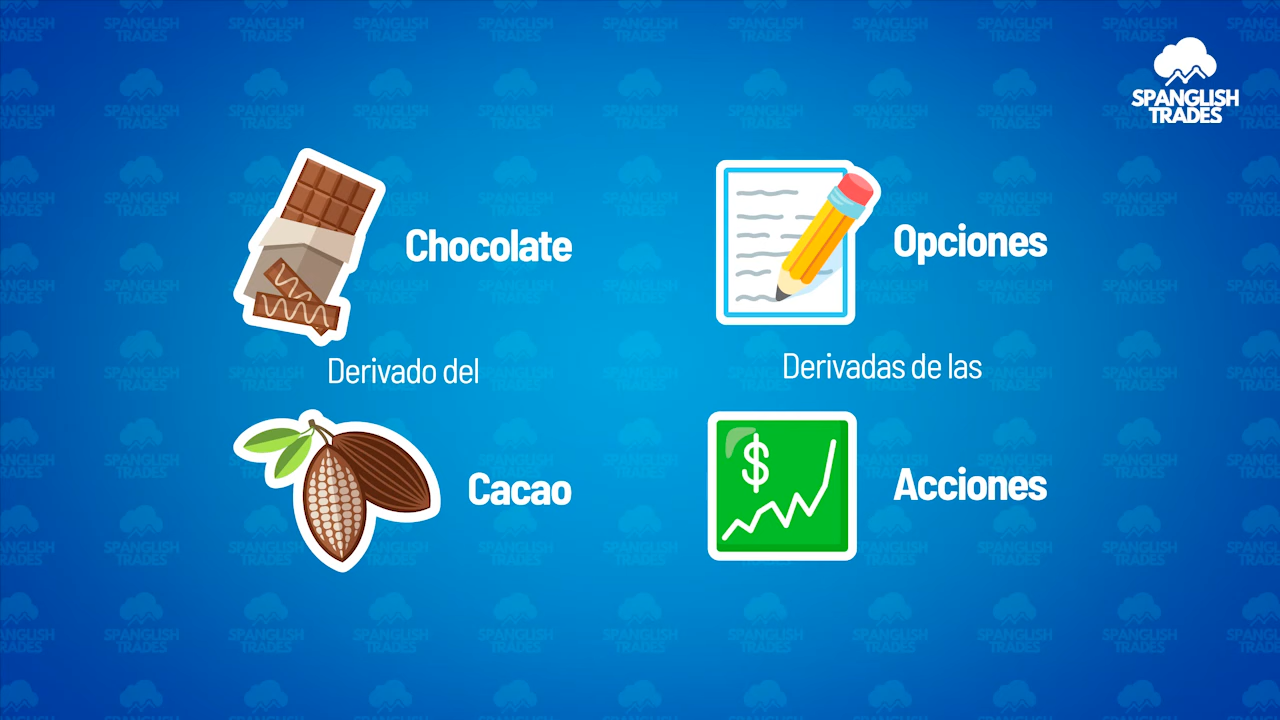 SPANGLISH
TRADES
Chocolate
Opciones
Derivado del
Derivadas de las
$
Cacao
Acciones